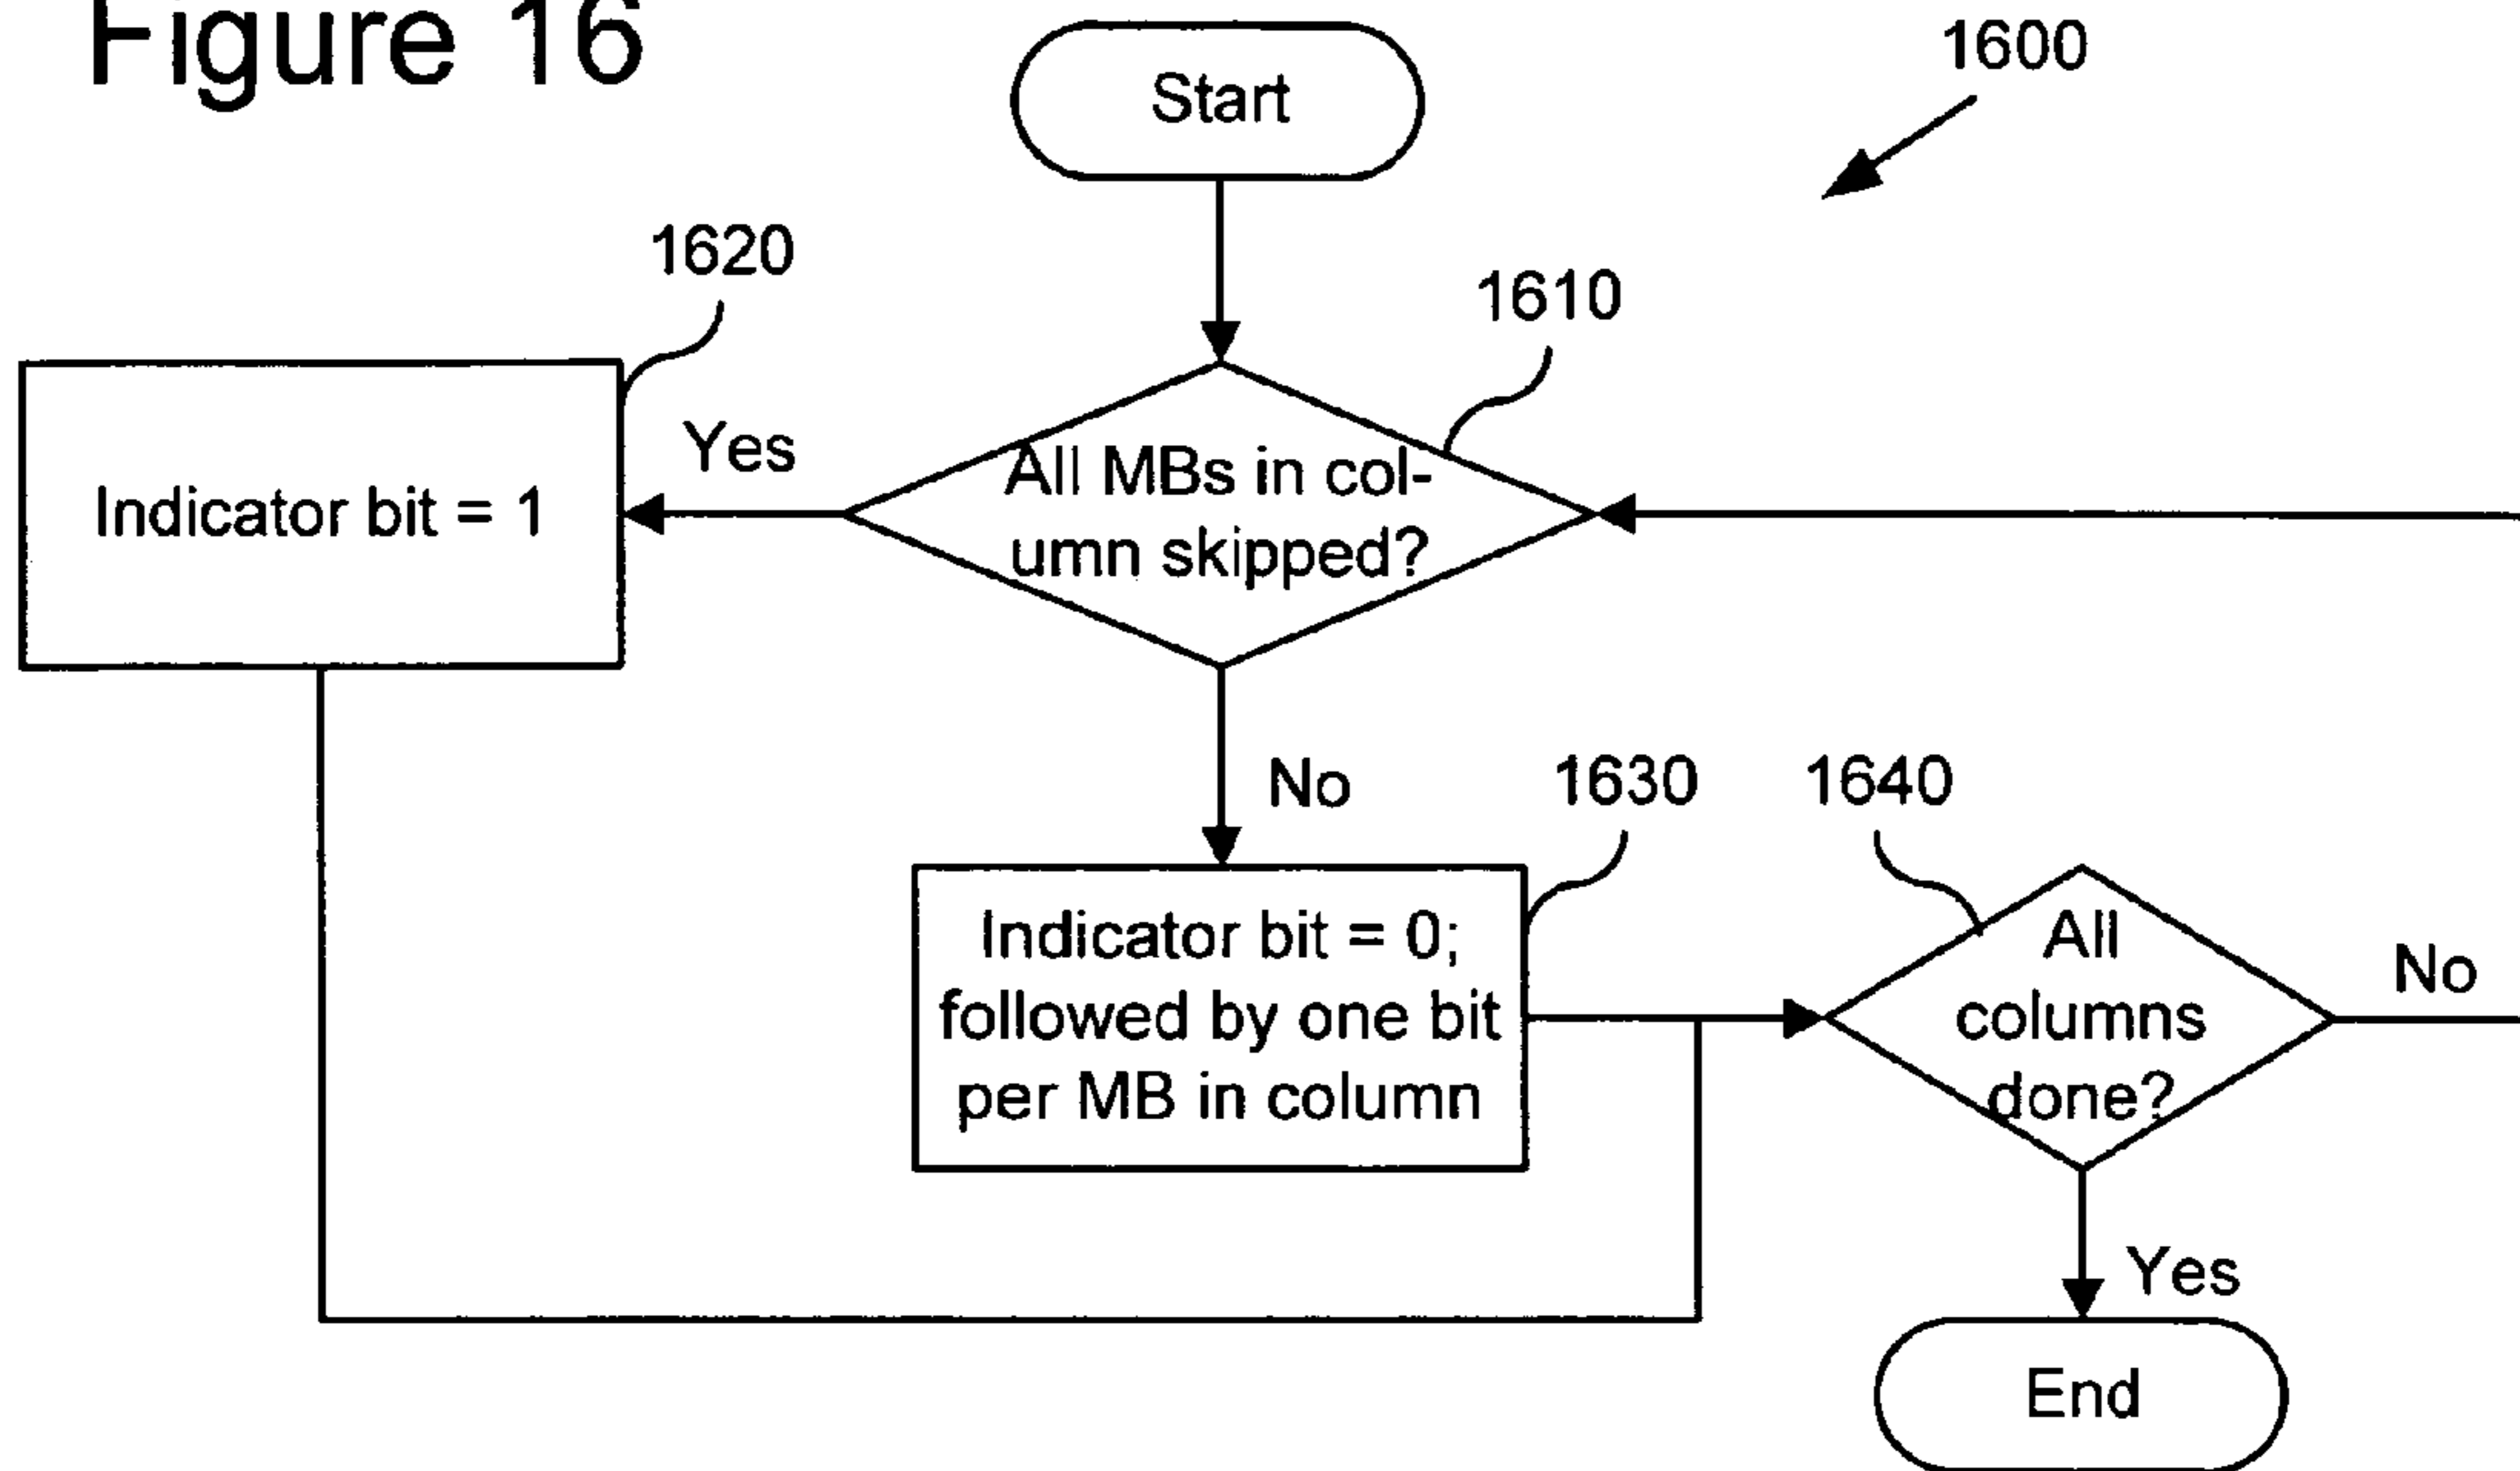 Figure 16
Start
1600
1620
1610
Yes
All MBs in col-
umn skipped?
Indicator bit = 1
No
1630
1640
Indicator bit = 0;
followed by one bit
per MB in column
All
columns
done?
No
Yes
End